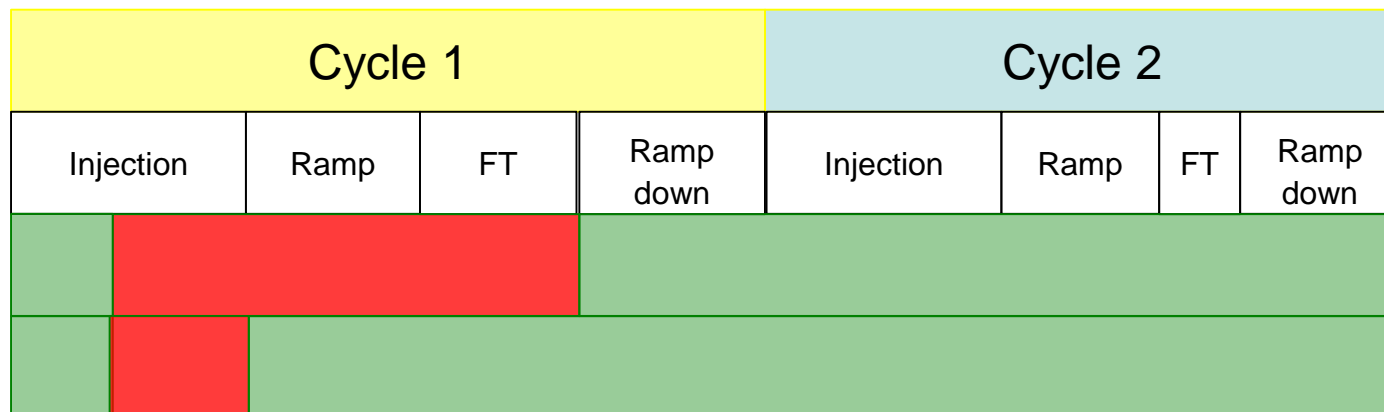 Cycle 1
Cycle 2
Injection
Ramp
FT
Ramp
down
Injection
Ramp
FT
Ramp
down